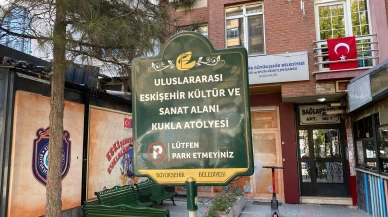 ULUSLARARASI
ESKİŞEHİR KÜLTÜR VE
SANAT ALANI
KUKLA ATÖLYESİ
LÜTFEN
PARK ETMEYİNİZ
BÜYÜKŞEHİR BELEDİYESİ